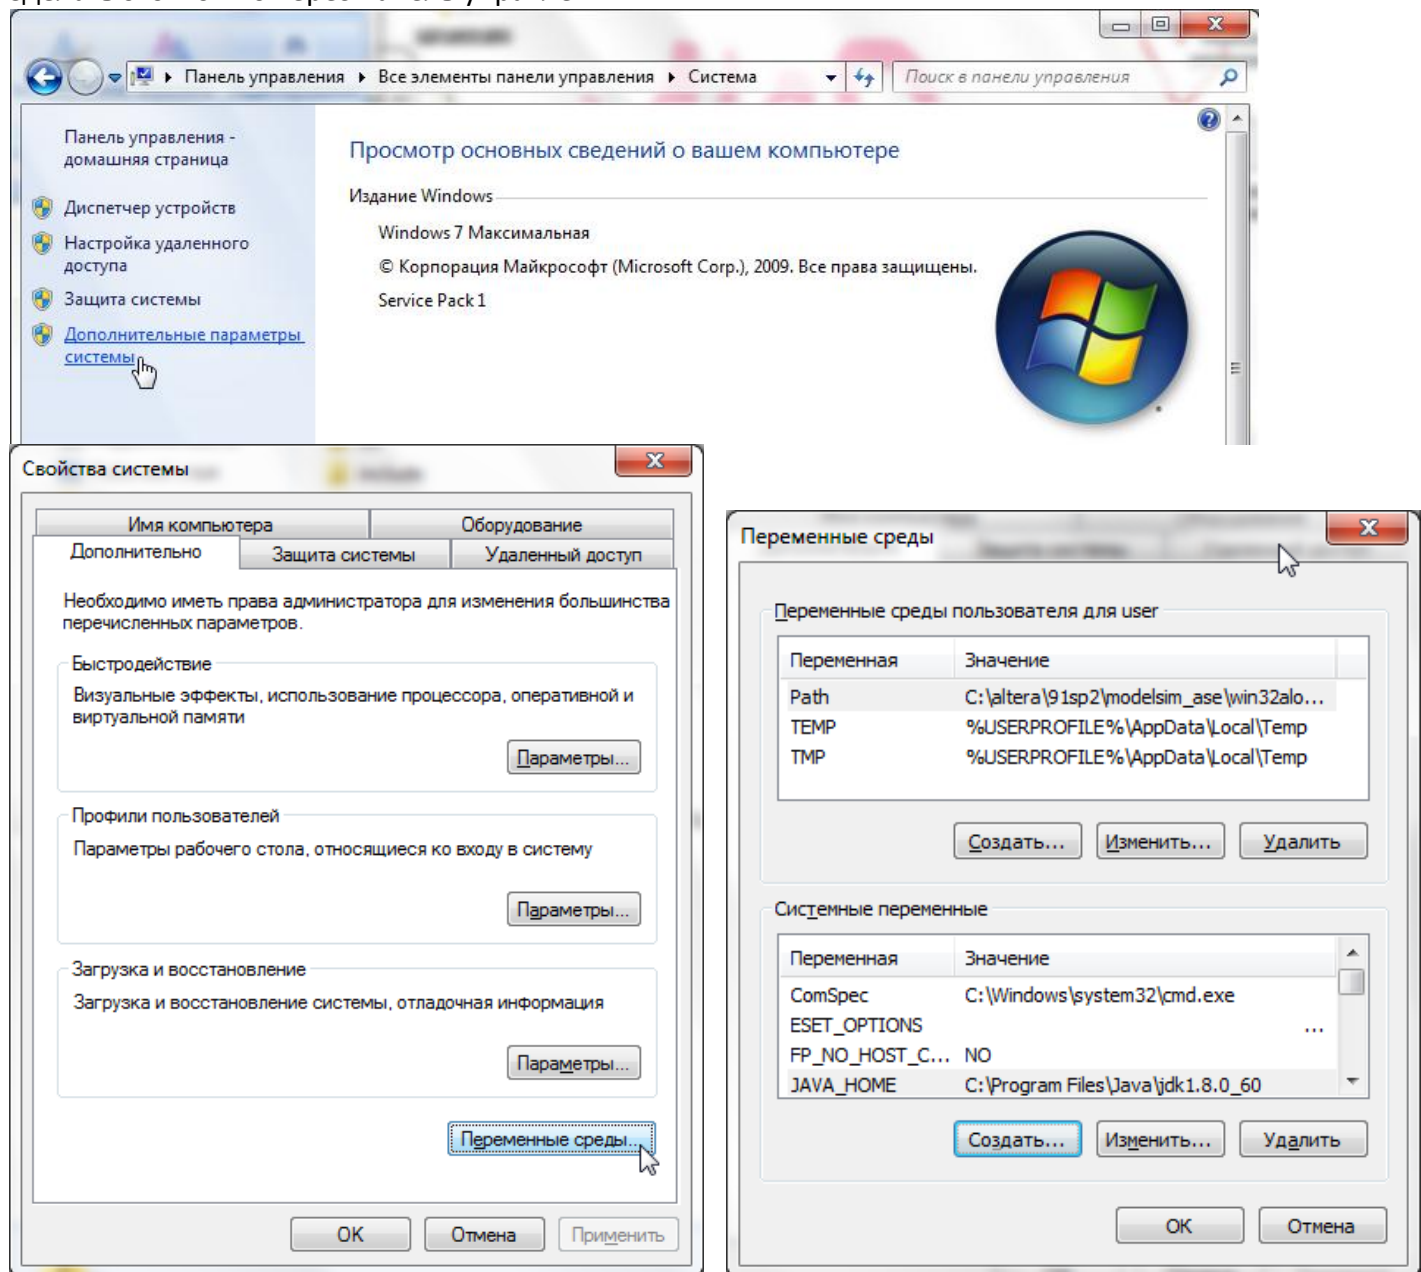 Панель управления ▸ Все элементы панели управления ▸ Система
Поиск в панели управления
Панель управления -
домашняя страница
Диспетчер устройств
Настройка удаленного
доступа
Защита системы
Дополнительные параметры
системы
Просмотр основных сведений о вашем компьютере
Издание Windows
Windows 7 Максимальная
© Корпорация Майкрософт (Microsoft Corp.), 2009. Все права защищены.
Service Pack 1
Свойства системы
Имя компьютера
Оборудование
Дополнительно
Защита системы
Удаленный доступ
Необходимо иметь права администратора для изменения большинства
перечисленных параметров.
Быстродействие
Визуальные эффекты, использование процессора, оперативной и
виртуальной памяти
Параметры...
Профили пользователей
Параметры рабочего стола, относящиеся ко входу в систему
Параметры...
Загрузка и восстановление
Загрузка и восстановление системы, отладочная информация
Параметры...
Переменные среды...
ОК
Отмена
Применить
Переменные среды
Переменные среды пользователя для user
Переменная Значение
Path C:\altera\91sp2\modelsim_ase\win32alo...
TEMP %USERPROFILE%\AppData\Local\Temp
TMP %USERPROFILE%\AppData\Local\Temp
Создать... Изменить... Удалить
Системные переменные
Переменная Значение
ComSpec C:\Windows\system32\cmd.exe
ESET_OPTIONS ...
FP_NO_HOST_C... NO
JAVA_HOME C:\Program Files\Java\jdk1.8.0_60
Создать... Изменить... Удалить
ОК Отмена